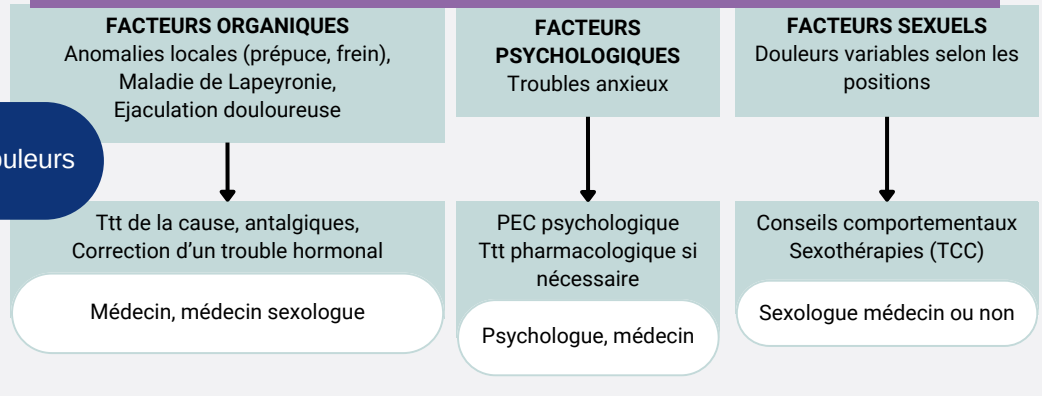 FACTEURS ORGANIQUES
Anomalies locales (prépuce, frein),
Maladie de Lapeyronie,
Ejaculation douloureuse
FACTEURS
PSYCHOLOGIQUES
Troubles anxieux
FACTEURS SEXUELS
Douleurs variables selon les
positions
ouleurs
Ttt de la cause, antalgiques,
Correction d'un trouble hormonal
Médecin, médecin sexologue
PEC psychologique
Ttt pharmacologique si
nécessaire
Psychologue, médecin
Conseils comportementaux
Sexothérapies (TCC)
Sexologue médecin ou non